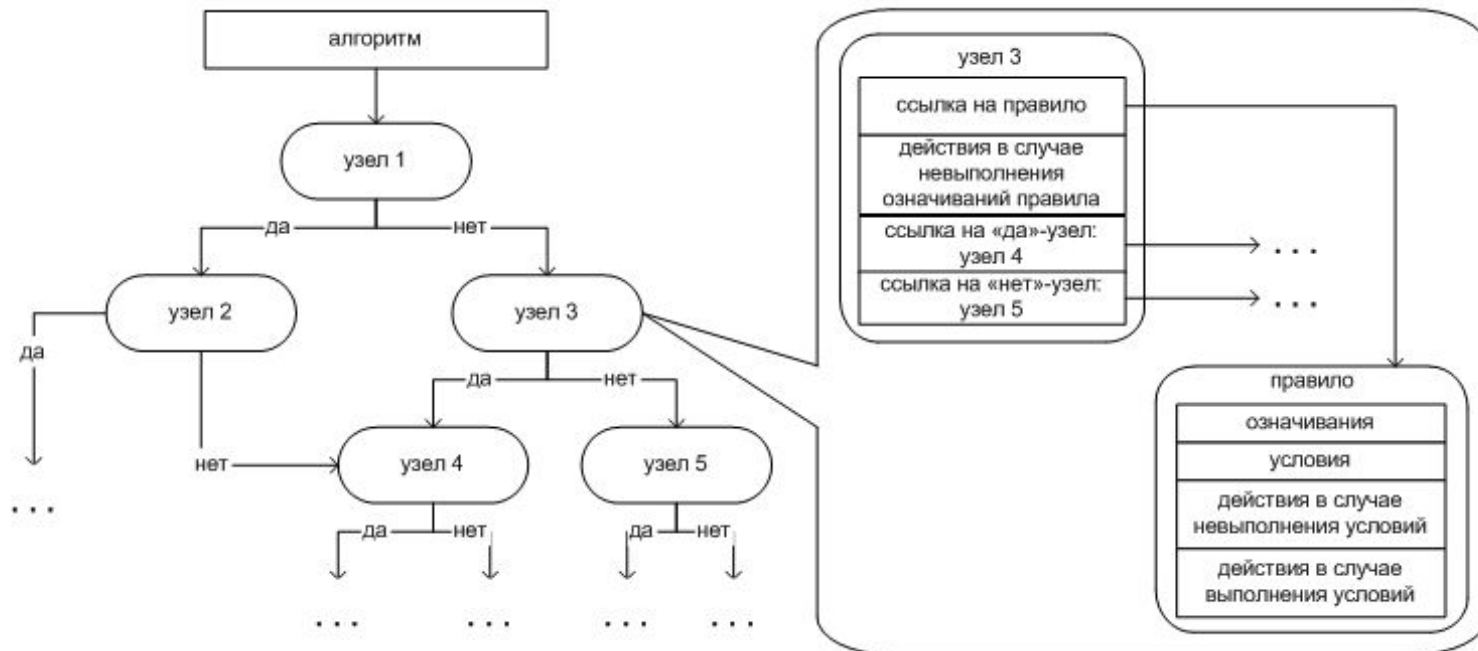 алгоритм
узел 1
да
нет
узел 2
узел 3
да
да
нет
нет
узел 4
узел 5
. . .
да
нет
да
нет
. . .
. . .
. . .
. . .
узел 3
ссылка на правило
действия в случае
невыполнения
означиваний правила
ссылка на «да»-узел:
узел 4
. . .
ссылка на «нет»-узел:
узел 5
. . .
правило
означивания
условия
действия в случае
невыполнения условий
действия в случае
выполнения условий